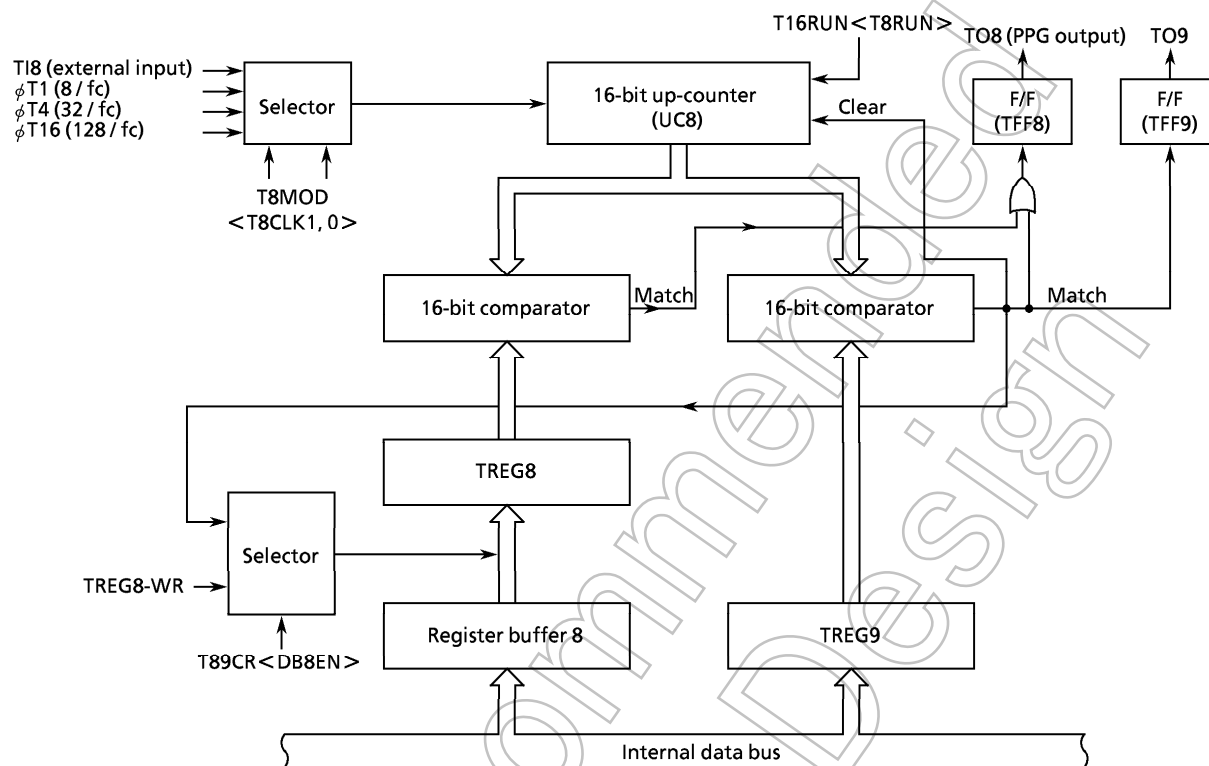 T16RUN<T8RUN>
TO8 (PPG output)
TO9
TI8 (external input)
φT1 (8 / fc)
φT4 (32 / fc)
φT16 (128 / fc)
Selector
16-bit up-counter
(UC8)
Clear
F/F
(TFF8)
F/F
(TFF9)
T8MOD
<T8CLK1, 0>
16-bit comparator
Match
16-bit comparator
Match
TREG8
Selector
TREG8-WR
T89CR<DB8EN>
Register buffer 8
TREG9
Internal data bus
ommended
Design